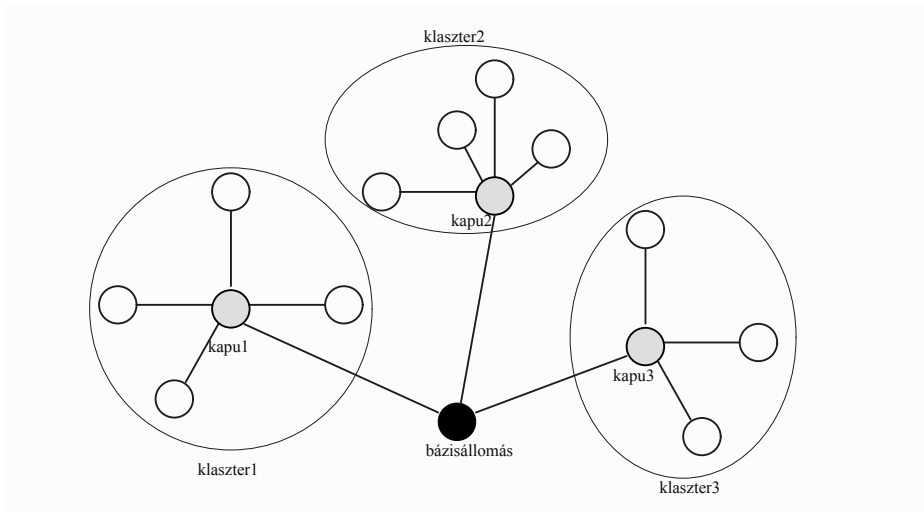 klaszter2
kapu2
kapu1
kapu3
bázisállomás
klaszter1
klaszter3